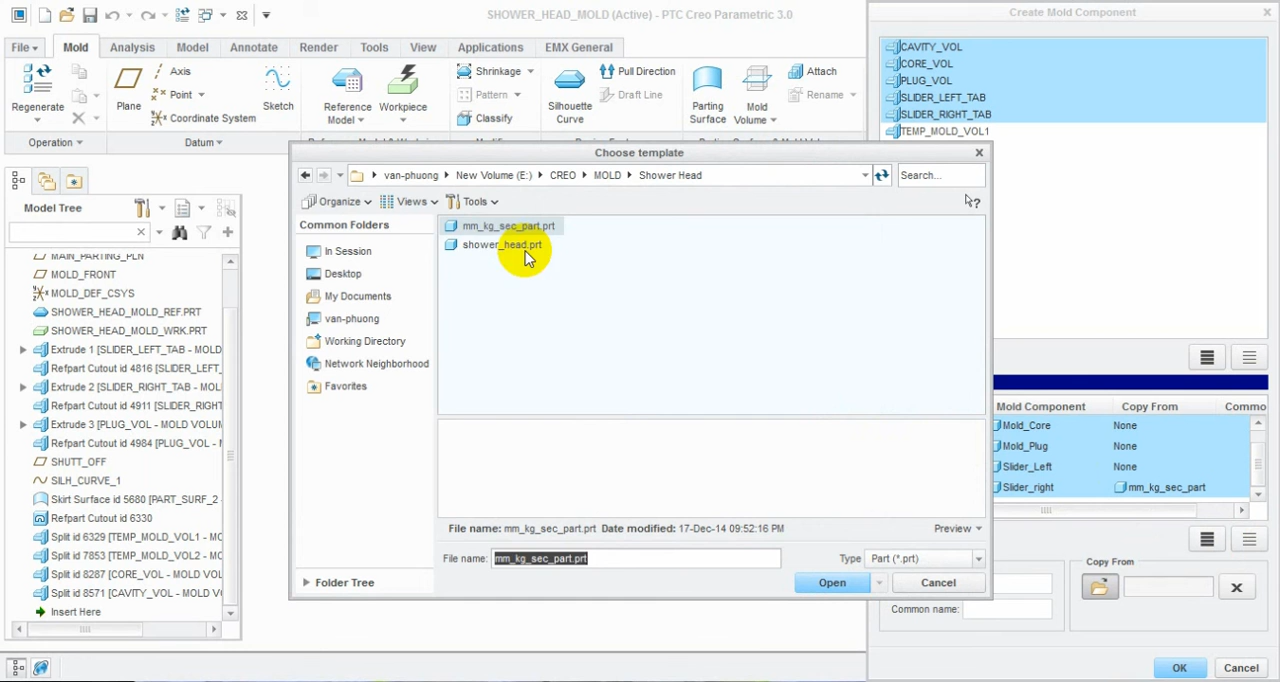 SHOWER_HEAD_MOLD (Active) - PTC Creo Parametric 3.0
File
Mold
Analysis
Model
Annotate
Render
Tools
View
Applications
EMX General
Regenerate
Operation
Plane
Axis
Point
Coordinate System
Sketch
Datum
Reference
Model
Workpiece
Shrinkage
Pattern
Classify
Silhouette
Curve
Pull Direction
Draft Line
Parting
Surface
Mold
Volume
Attach
Rename
Model Tree
MAIN_PARTING_PLN
MOLD_FRONT
MOLD_DEF_CSYS
SHOWER_HEAD_MOLD_REF.PRT
SHOWER_HEAD_MOLD_WRK.PRT
Extrude 1 [SLIDER_LEFT_TAB - MOLD
Refpart Cutout id 4816 [SLIDER_LEFT_
Extrude 2 [SLIDER_RIGHT_TAB - MOL
Refpart Cutout id 4911 [SLIDER_RIGHT
Extrude 3 [PLUG_VOL - MOLD VOLUM
Refpart Cutout id 4984 [PLUG_VOL - M
SHUTT_OFF
SILH_CURVE_1
Skirt Surface id 5680 [PART_SURF_2 -
Refpart Cutout id 6330
Split id 6329 [TEMP_MOLD_VOL1 - MO
Split id 7853 [TEMP_MOLD_VOL2 - MO
Split id 8287 [CORE_VOL - MOLD VOL
Split id 8571 [CAVITY_VOL - MOLD VO
Insert Here
Choose template
van-phuong
New Volume (E:)
CREO
MOLD
Shower Head
Search...
Organize
Views
Tools
Common Folders
In Session
Desktop
My Documents
van-phuong
Working Directory
Network Neighborhood
Favorites
Folder Tree
mm_kg_sec_part.prt
shower_head.prt
File name: mm_kg_sec_part.prt Date modified: 17-Dec-14 09:52:16 PM
Preview
File name: mm_kg_sec_part.prt
Type Part (*.prt)
Open
Cancel
Create Mold Component
CAVITY_VOL
CORE_VOL
PLUG_VOL
SLIDER_LEFT_TAB
SLIDER_RIGHT_TAB
TEMP_MOLD_VOL1
Mold Component Copy From Commo
Mold_Core None
Mold_Plug None
Slider_Left None
Slider_right mm_kg_sec_part
Copy From
Common name:
OK
Cancel